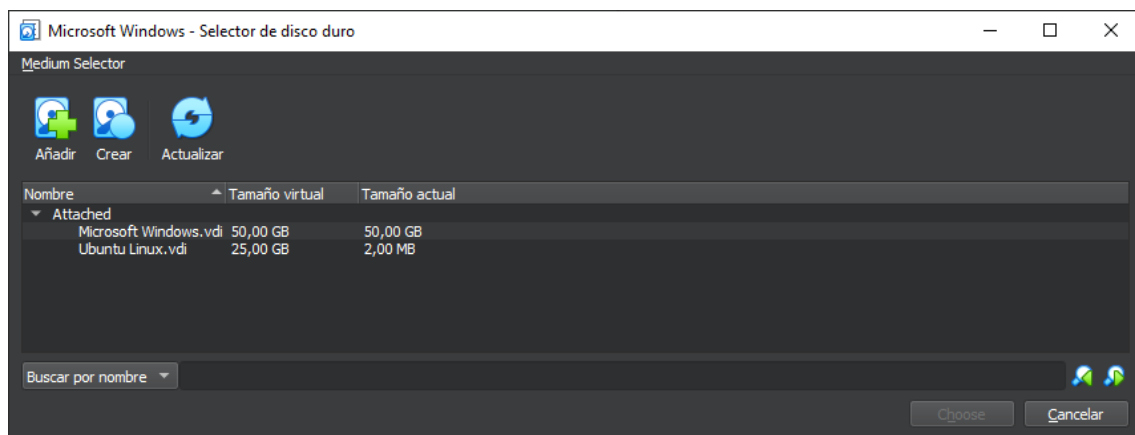 Microsoft Windows - Selector de disco duro
Medium Selector
Añadir Crear Actualizar
Nombre Tamaño virtual Tamaño actual
Attached
Microsoft Windows.vdi 50,00 GB 50,00 GB
Ubuntu Linux.vdi 25,00 GB 2,00 MB
Buscar por nombre
Choose Cancelar